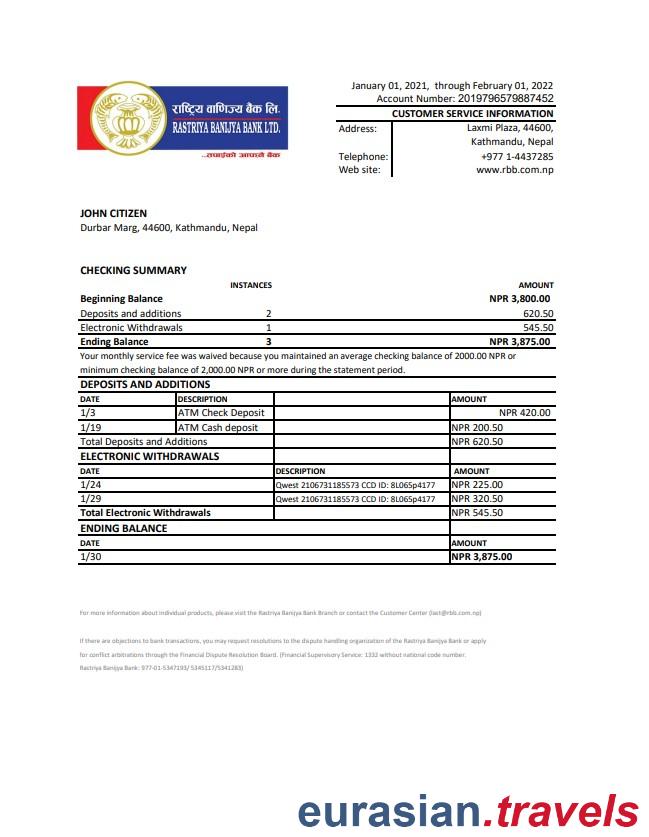 January 01, 2021, through February 01, 2022
Account Number: 2019796579887452
राष्ट्रिय वाणिज्य बैंक लि.
RASTRIYA BANIJYA BANK LTD.
...तपाईको आफ्नै बैंक
CUSTOMER SERVICE INFORMATION
Address: Laxmi Plaza, 44600,
Kathmandu, Nepal
Telephone: +977 1-4437285
Web site: www.rbb.com.np
JOHN CITIZEN
Durbar Marg, 44600, Kathmandu, Nepal
CHECKING SUMMARY
INSTANCES AMOUNT
Beginning Balance NPR 3,800.00
Deposits and additions 2 620.50
Electronic Withdrawals 1 545.50
Ending Balance 3 NPR 3,875.00
Your monthly service fee was waived because you maintained an average checking balance of 2000.00 NPR or
minimum checking balance of 2,000.00 NPR or more during the statement period.
DEPOSITS AND ADDITIONS
DATE DESCRIPTION AMOUNT
1/3 ATM Check Deposit NPR 420.00
1/19 ATM Cash deposit NPR 200.50
Total Deposits and Additions NPR 620.50
ELECTRONIC WITHDRAWALS
DATE DESCRIPTION AMOUNT
1/24 Qwest 2106731185573 CCD ID: 8L065p4177 NPR 225.00
1/29 Qwest 2106731185573 CCD ID: 8L065p4177 NPR 320.50
Total Electronic Withdrawals NPR 545.50
ENDING BALANCE
DATE AMOUNT
1/30 NPR 3,875.00
For more information about individual products, please visit the Rastriya Banijya Bank Branch or contact the Customer Center (last@rbb.com.np)
If there are objections to bank transactions, you may request resolutions to the dispute handling organization of the Rastriya Banijya Bank or apply
for conflict arbitrations through the Financial Dispute Resolution Board. (Financial Supervisory Service: 1332 without national code number.
Rastriya Banijya Bank: 977-01-5347193/ 5345117/5341283)
eurasian.travels